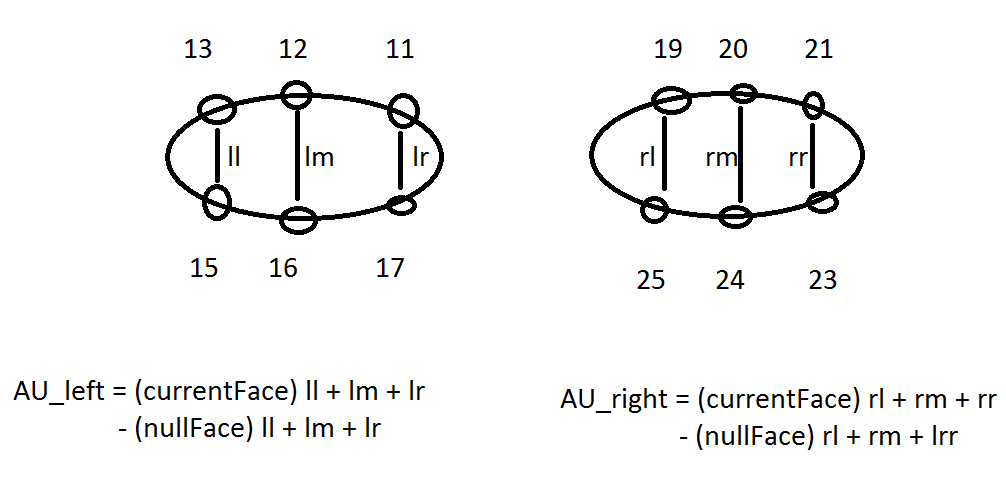 13 12 11 19 20 21
ll lm lr rl rm rr
15 16 17 25 24 23
AU_left = (currentFace) ll + lm + lr
- (nullFace) ll + lm + lr
AU_right = (currentFace) rl + rm + rr
- (nullFace) rl + rm + lrr